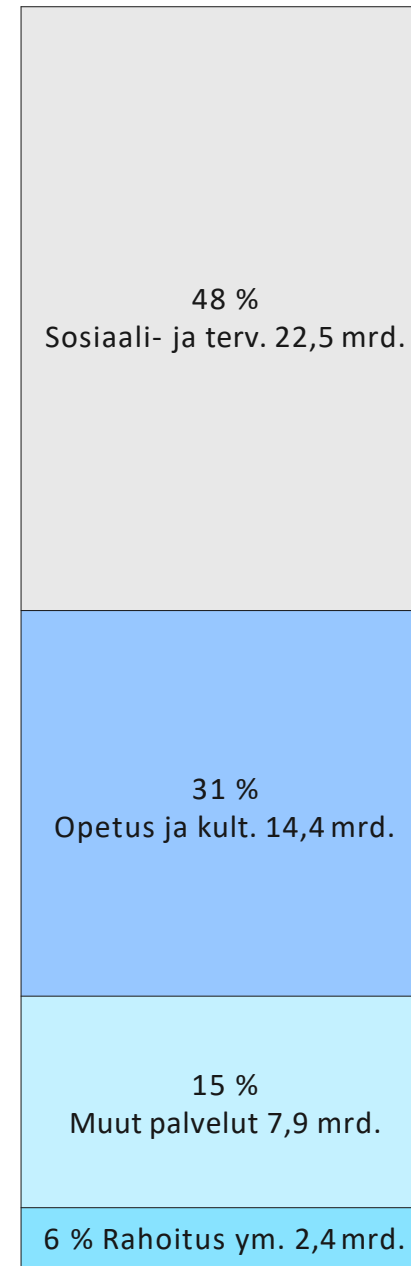 48 %
Sosiaali- ja terv. 22,5 mrd.
31 %
Opetus ja kult. 14,4 mrd.
15 %
Muut palvelut 7,9 mrd.
6 % Rahoitus ym. 2,4 mrd.